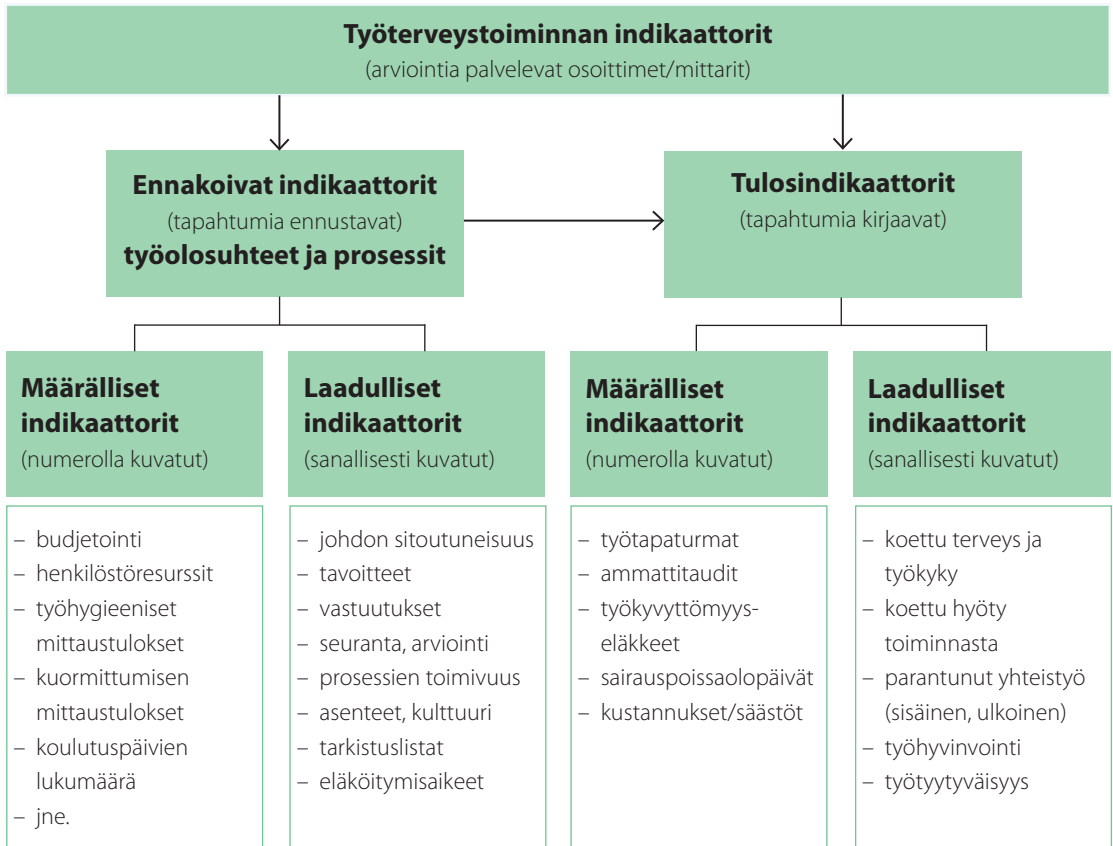 Työterveystoiminnan indikaattorit
(arviointia palvelevat osoittimet/mittarit)
Ennakoivat indikaattorit
(tapahtumia ennustavat)
työolosuhteet ja prosessit
Tulosindikaattorit
(tapahtumia kirjaavat)
Määrälliset
indikaattorit
(numerolla kuvatut)
– budjetointi
– henkilöstöresurssit
– työhygieeniset
mittaustulokset
– kuormittumisen
mittaustulokset
– koulutuspäivien
lukumäärä
– jne.
Laadulliset
indikaattorit
(sanallisesti kuvatut)
– johdon sitoutuneisuus
– tavoitteet
– vastuutukset
– seuranta, arviointi
– prosessien toimivuus
– asenteet, kulttuuri
– tarkistuslistat
– eläköitymisaikeet
Määrälliset
indikaattorit
(numerolla kuvatut)
– työtapaturmat
– ammattitaudit
– työkyvyttömyys-
eläkkeet
– sairauspoissaolopäivät
– kustannukset/säästöt
Laadulliset
indikaattorit
(sanallisesti kuvatut)
– koettu terveys ja
työkyky
– koettu hyöty
toiminnasta
– parantunut yhteistyö
(sisäinen, ulkoinen)
– työhyvinvointi
– työtyytyväisyys